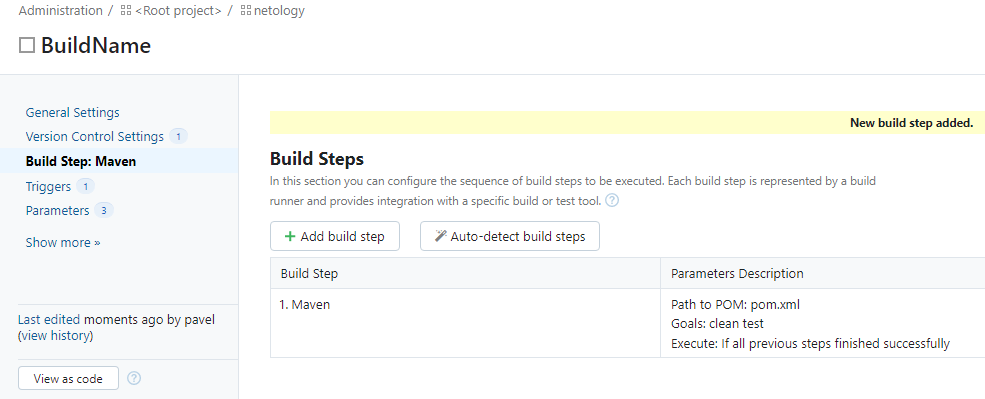 Administration / <Root project> / netology
BuildName
General Settings
Version Control Settings 1
Build Step: Maven
Triggers 1
Parameters 3
Show more »
Last edited moments ago by pavel
(view history)
View as code ?
New build step added.
Build Steps
In this section you can configure the sequence of build steps to be executed. Each build step is represented by a build
runner and provides integration with a specific build or test tool. ?
+ Add build step Auto-detect build steps
Build Step Parameters Description
1. Maven Path to POM: pom.xml
Goals: clean test
Execute: If all previous steps finished successfully